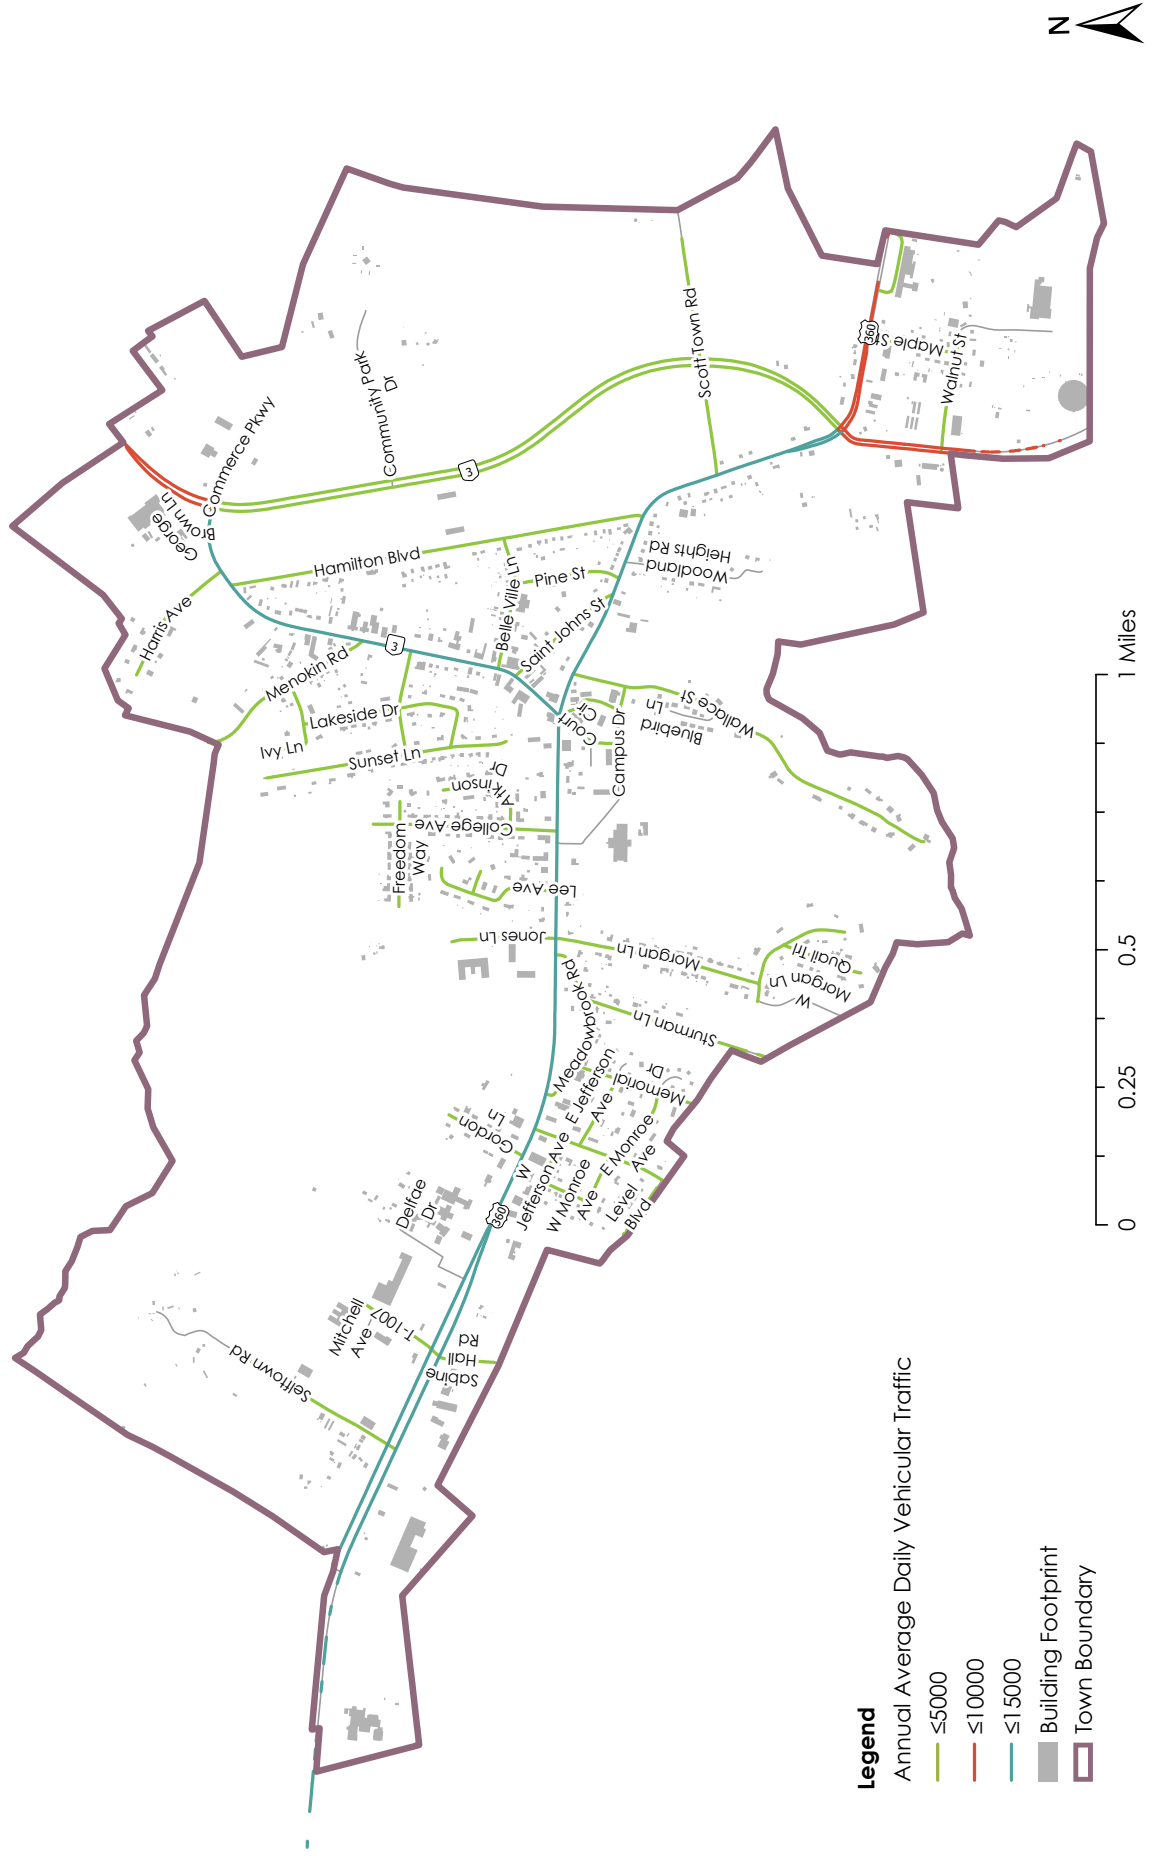 N
George
Brown Ln
Commerce Pkwy
Community Park
Dr
3
Scott Town Rd
360
Maple St
Walnut St
Harris Ave
Hamilton Blvd
Menokin Rd
3
Belle Ville Ln
Pine St
Saint Johns St
Woodland
Heights Rd
Ivy Ln
Lakeside Dr
Sunset Ln
Atkinson
Dr
Court
Cir
Campus Dr
Bluebird
Ln
Wallace St
Freedom
Way
College Ave
Lee Ave
Jones Ln
Morgan Ln
Quail Trl
W
Morgan Ln
Meadowbrook Rd
Sturman Ln
Memorial
Dr
E Jefferson
Ave
E Monroe
Ave
Gordon
Ln
W
Jefferson Ave
W Monroe
Ave
Level
Blvd
Delfae
Dr
360
Mitchell
Ave
T-1007
Sabine
Hall
Rd
Selftown Rd
0
0.25
0.5
1 Miles
Legend
Annual Average Daily Vehicular Traffic
≤5000
≤10000
≤15000
Building Footprint
Town Boundary